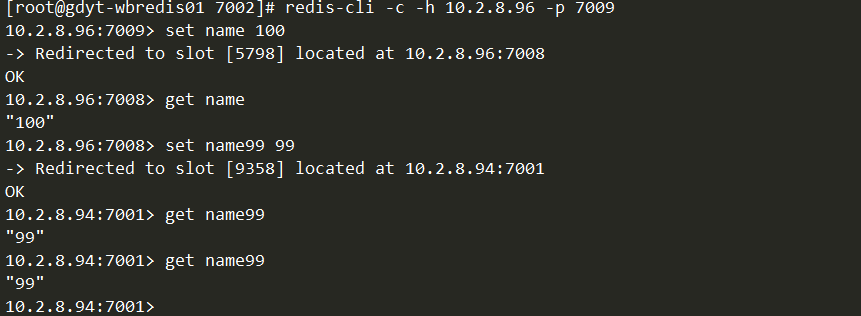 [root@gdyt-wbredis01 7002]# redis-cli -c -h 10.2.8.96 -p 7009
10.2.8.96:7009> set name 100
-> Redirected to slot [5798] located at 10.2.8.96:7008
OK
10.2.8.96:7008> get name
"100"
10.2.8.96:7008> set name99 99
-> Redirected to slot [9358] located at 10.2.8.94:7001
OK
10.2.8.94:7001> get name99
"99"
10.2.8.94:7001> get name99
"99"
10.2.8.94:7001>